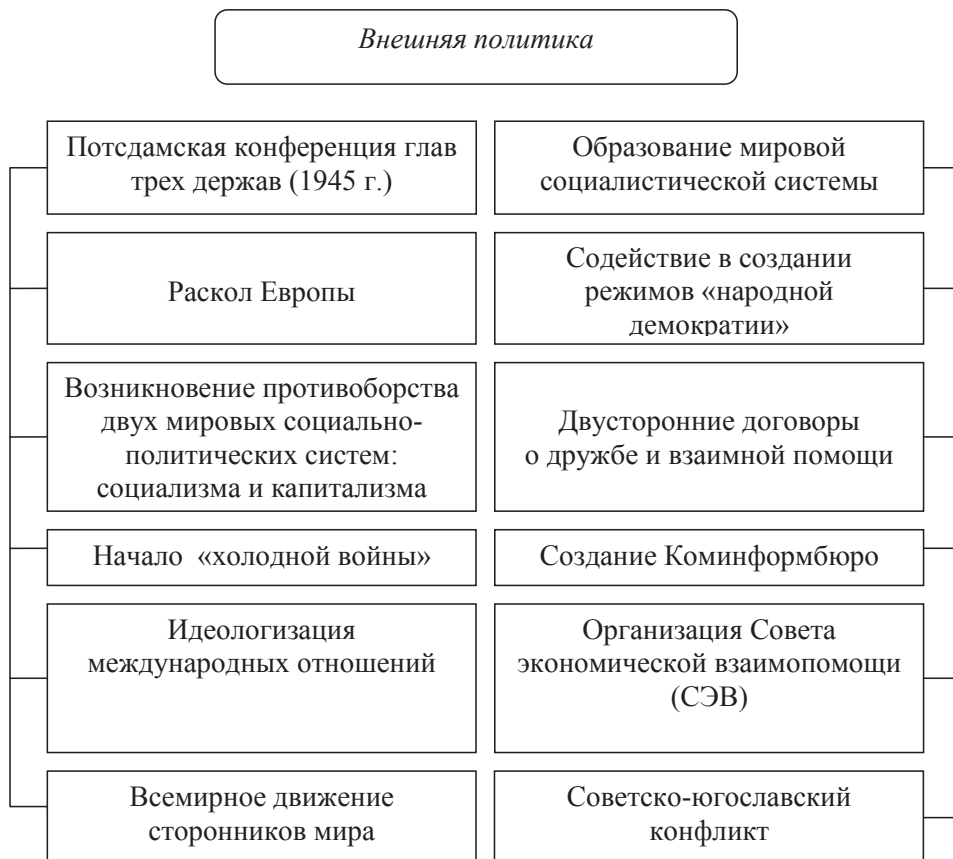 Внешняя политика
Потсдамская конференция глав
трех держав (1945 г.)
Образование мировой
социалистической системы
Раскол Европы
Содействие в создании
режимов «народной
демократии»
Возникновение противоборства
двух мировых социально-
политических систем:
социализма и капитализма
Двусторонние договоры
о дружбе и взаимной помощи
Начало «холодной войны»
Создание Коминформбюро
Идеологизация
международных отношений
Организация Совета
экономической взаимопомощи
(СЭВ)
Всемирное движение
сторонников мира
Советско-югославский
конфликт